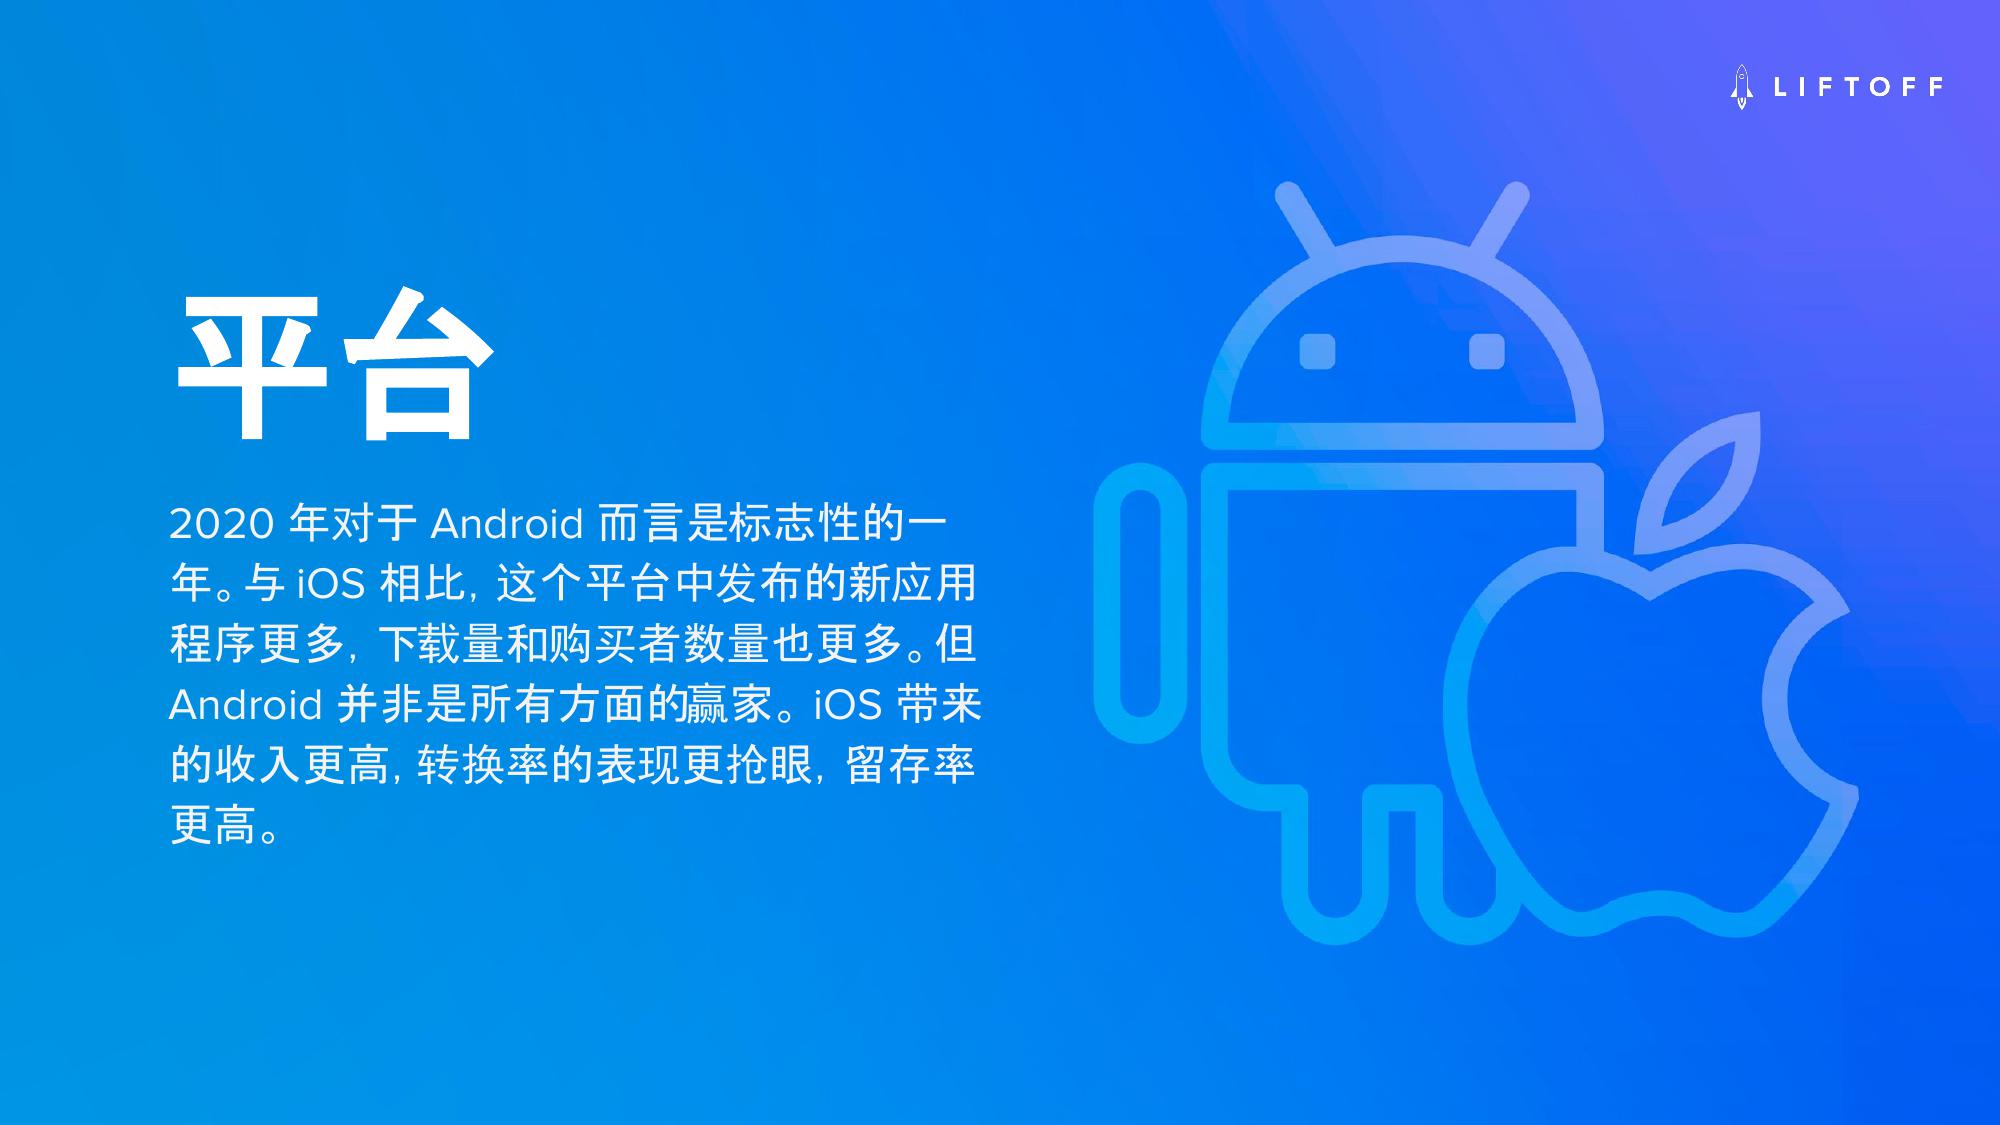 LIFTOFF
平台
2020 年对于 Android 而言是标志性的一
年。与 iOS 相比, 这个平台中发布的新应用
程序更多, 下载量和购买者数量也更多。但
Android 并非是所有方面的赢家。iOS 带来
的收入更高, 转换率的表现更抢眼, 留存率
更高。